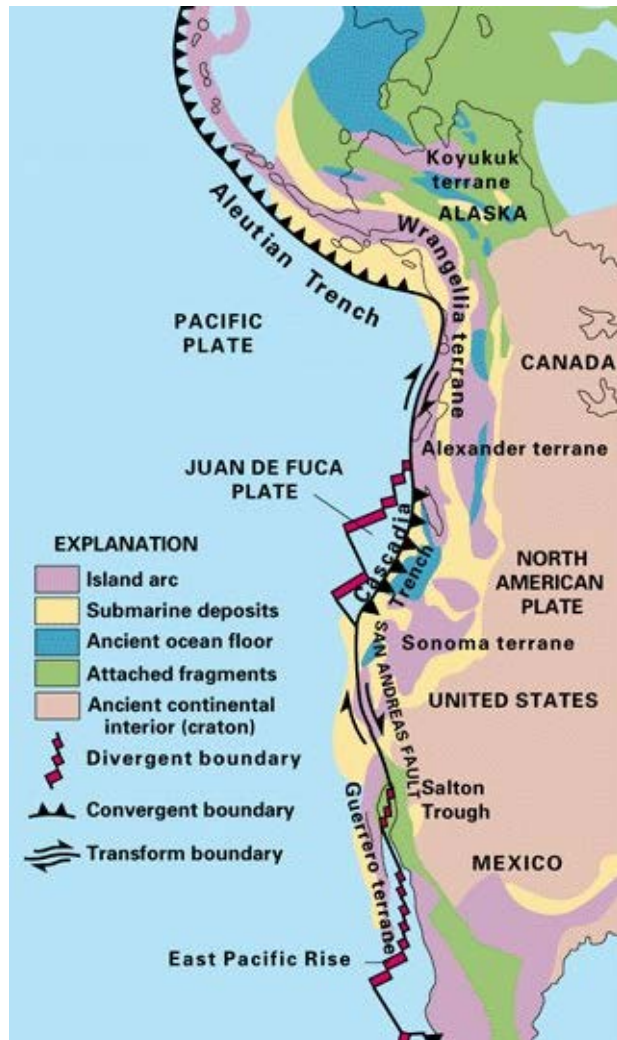 Koyukuk
terrane
ALASKA
Aleutian Trench
Wrangellia terrane
PACIFIC
PLATE
CANADA
Alexander terrane
JUAN DE FUCA
PLATE
Cascadia
Trench
EXPLANATION
Island arc
Submarine deposits
Ancient ocean floor
Attached fragments
Ancient continental
interior (craton)
Divergent boundary
Convergent boundary
Transform boundary
NORTH
AMERICAN
PLATE
Sonoma terrane
SAN ANDREAS FAULT
UNITED STATES
Salton
Trough
Guerrero terrane
MEXICO
East Pacific Rise